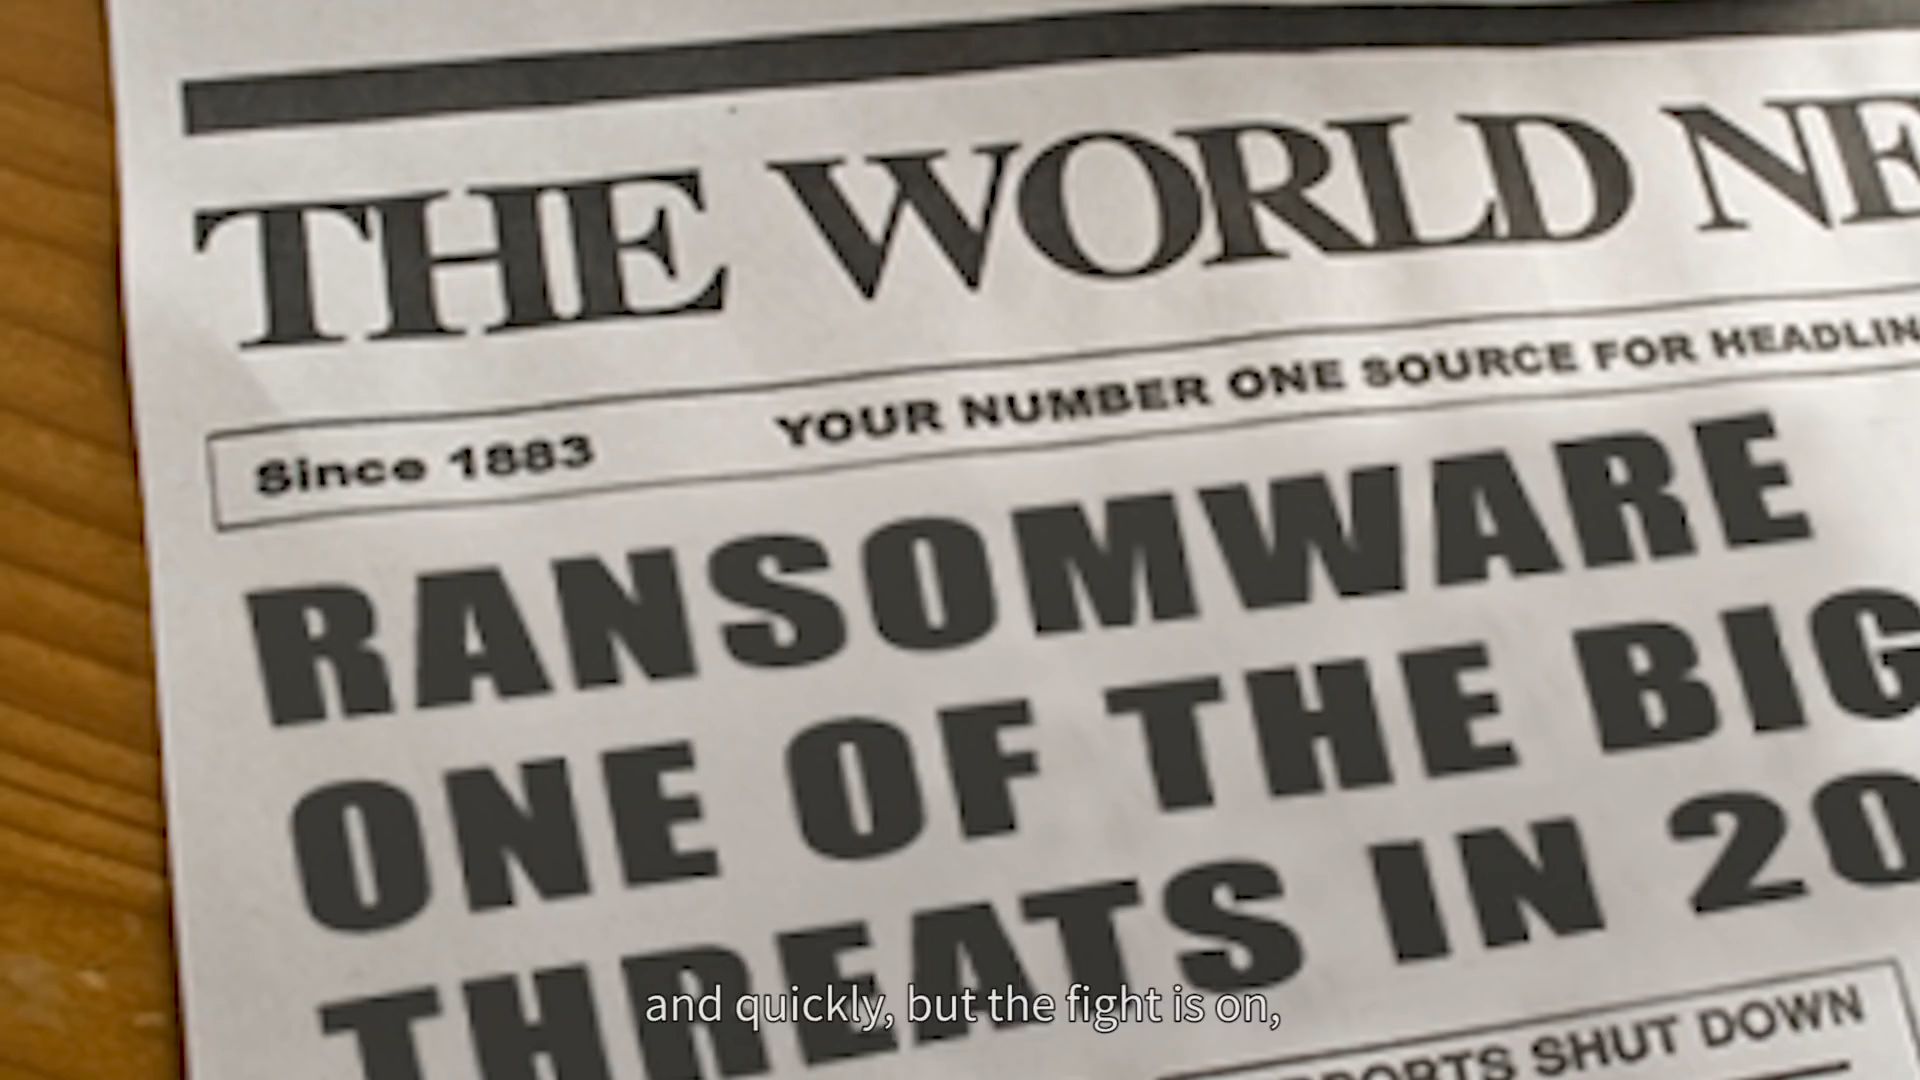 THE WORLD NE
Since 1883 YOUR NUMBER ONE SOURCE FOR HEADLIN
RANSOMWARE
ONE OF THE BIG
THREATS IN 20
PORTS SHUT DOWN
and quickly, but the fight is on,